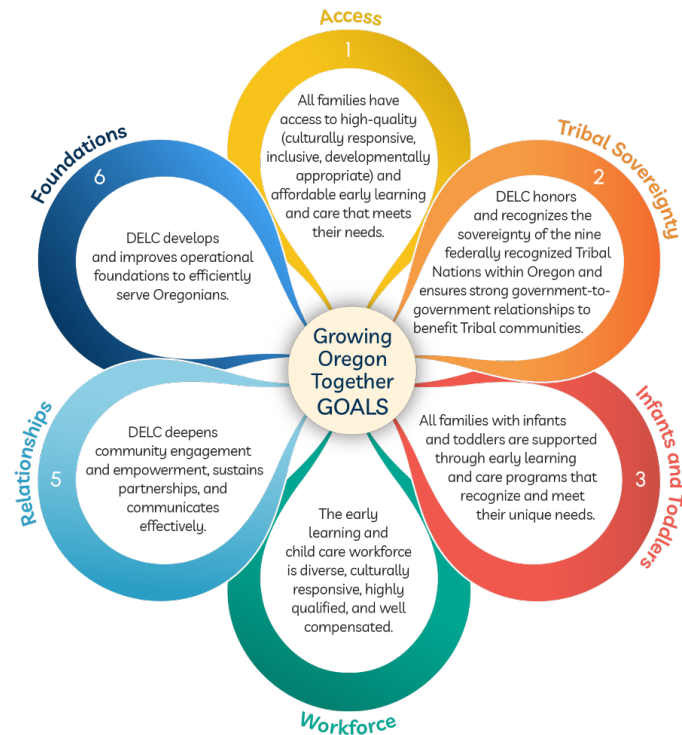 Access
1
All families have
access to high-quality
(culturally responsive,
inclusive, developmentally
appropriate) and
affordable early learning
and care that meets
their needs.
Tribal Sovereignty
2
DELC honors
and recognizes the
sovereignty of the nine
federally recognized Tribal
Nations within Oregon and
ensures strong government-to-
government relationships to
benefit Tribal communities.
Infants and Toddlers
3
All families with infants
and toddlers are supported
through early learning
and care programs that
recognize and meet
their unique needs.
The early
learning and
child care workforce
is diverse, culturally
responsive, highly
qualified, and well
compensated.
Workforce
Relationships
5
DELC deepens
community engagement
and empowerment, sustains
partnerships, and
communicates
effectively.
Foundations
6
DELC develops
and improves operational
foundations to efficiently
serve Oregonians.
Growing
Oregon
Together
GOALS